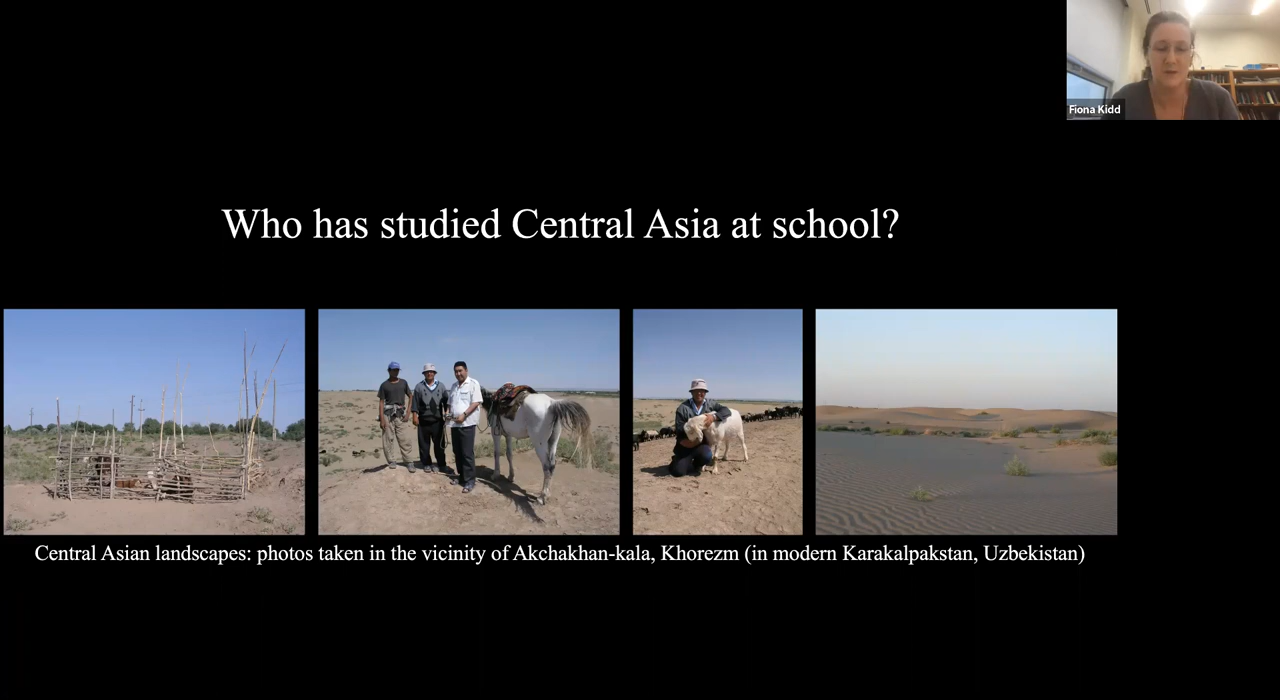 Fiona Kidd
Who has studied Central Asia at school?
Central Asian landscapes: photos taken in the vicinity of Akchakhan-kala, Khorezm (in modern Karakalpakstan, Uzbekistan)